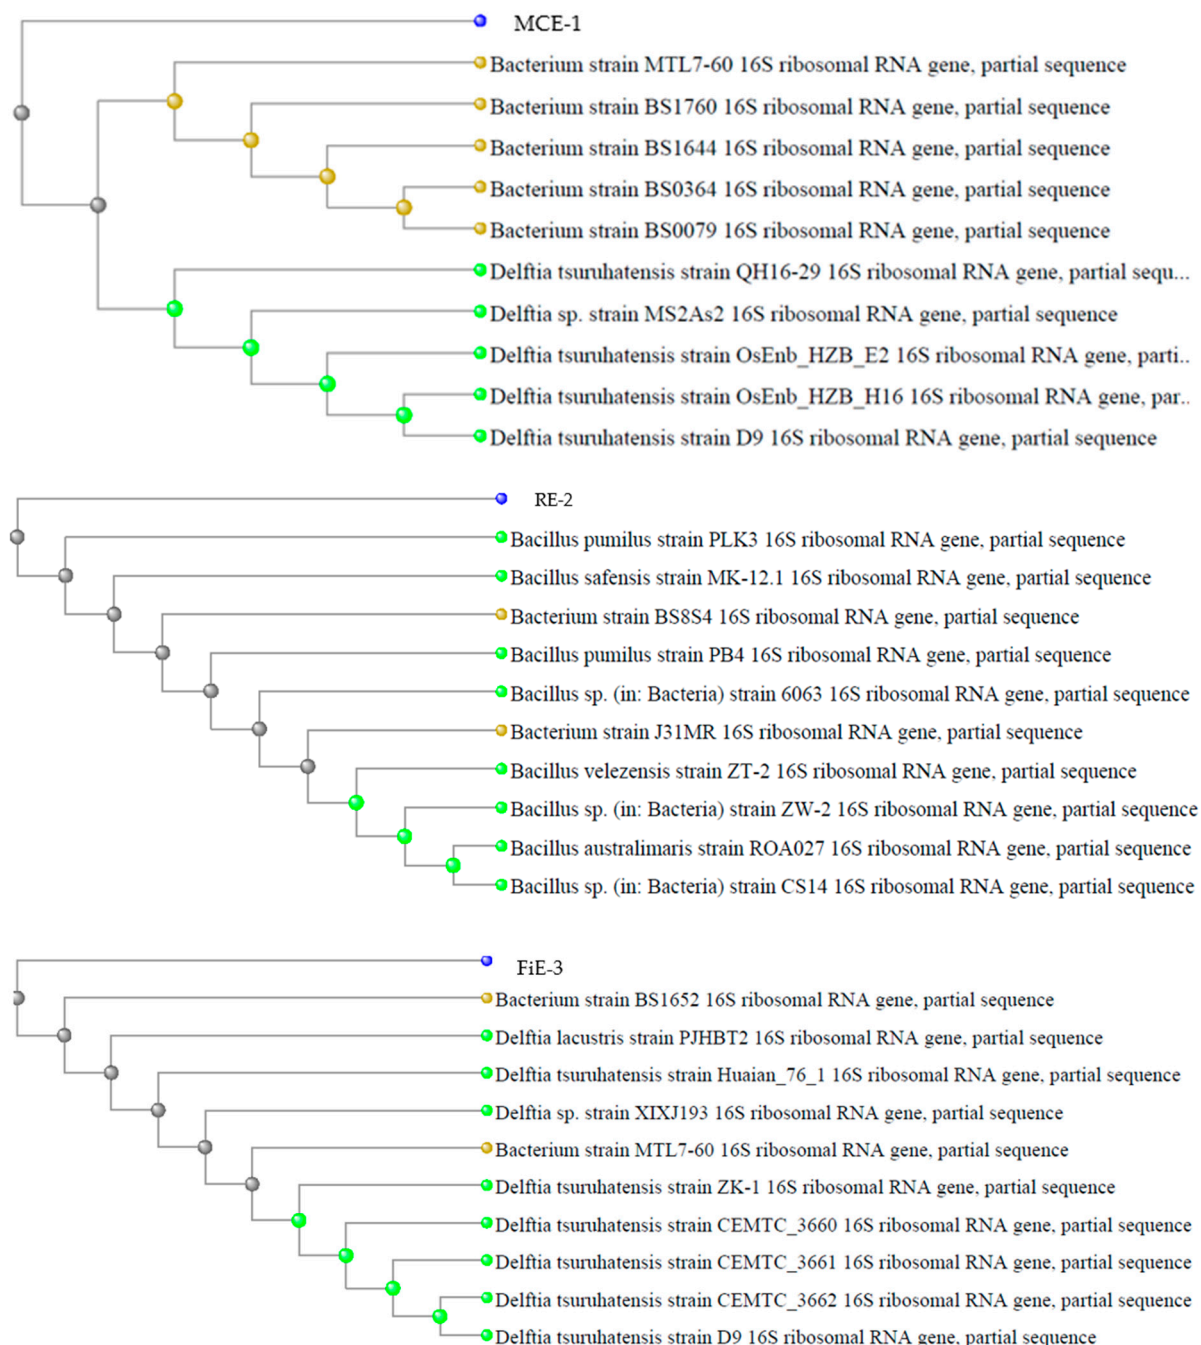 MCE-1
Bacterium strain MTL7-60 16S ribosomal RNA gene, partial sequence
Bacterium strain BS1760 16S ribosomal RNA gene, partial sequence
Bacterium strain BS1644 16S ribosomal RNA gene, partial sequence
Bacterium strain BS0364 16S ribosomal RNA gene, partial sequence
Bacterium strain BS0079 16S ribosomal RNA gene, partial sequence
Delftia tsuruhatensis strain QH16-29 16S ribosomal RNA gene, partial sequ...
Delftia sp. strain MS2As2 16S ribosomal RNA gene, partial sequence
Delftia tsuruhatensis strain OsEnb_HZB_E2 16S ribosomal RNA gene, parti..
Delftia tsuruhatensis strain OsEnb_HZB_H16 16S ribosomal RNA gene, par..
Delftia tsuruhatensis strain D9 16S ribosomal RNA gene, partial sequence
RE-2
Bacillus pumilus strain PLK3 16S ribosomal RNA gene, partial sequence
Bacillus safensis strain MK-12.1 16S ribosomal RNA gene, partial sequence
Bacterium strain BS8S4 16S ribosomal RNA gene, partial sequence
Bacillus pumilus strain PB4 16S ribosomal RNA gene, partial sequence
Bacillus sp. (in: Bacteria) strain 6063 16S ribosomal RNA gene, partial sequence
Bacterium strain J31MR 16S ribosomal RNA gene, partial sequence
Bacillus velezensis strain ZT-2 16S ribosomal RNA gene, partial sequence
Bacillus sp. (in: Bacteria) strain ZW-2 16S ribosomal RNA gene, partial sequence
Bacillus australimaris strain ROA027 16S ribosomal RNA gene, partial sequence
Bacillus sp. (in: Bacteria) strain CS14 16S ribosomal RNA gene, partial sequence
FiE-3
Bacterium strain BS1652 16S ribosomal RNA gene, partial sequence
Delftia lacustris strain PJHBT2 16S ribosomal RNA gene, partial sequence
Delftia tsuruhatensis strain Huaian_76_1 16S ribosomal RNA gene, partial sequence
Delftia sp. strain XIXJ193 16S ribosomal RNA gene, partial sequence
Bacterium strain MTL7-60 16S ribosomal RNA gene, partial sequence
Delftia tsuruhatensis strain ZK-1 16S ribosomal RNA gene, partial sequence
Delftia tsuruhatensis strain CEMTC_3660 16S ribosomal RNA gene, partial sequence
Delftia tsuruhatensis strain CEMTC_3661 16S ribosomal RNA gene, partial sequence
Delftia tsuruhatensis strain CEMTC_3662 16S ribosomal RNA gene, partial sequence
Delftia tsuruhatensis strain D9 16S ribosomal RNA gene, partial sequence